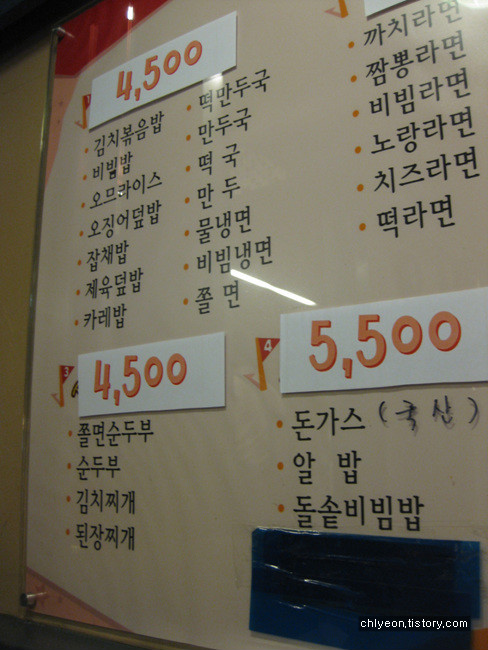 4,500
김치볶음밥
비빔밥
오므라이스
오징어덮밥
잡채밥
제육덮밥
카레밥
떡만두국
만두국
떡 국
만 두
물냉면
비빔냉면
쫄 면
까치라면
짬뽕라면
비빔라면
노랑라면
치즈라면
떡라면
3
4,500
쫄면순두부
순두부
김치찌개
된장찌개
4
5,500
돈가스 (국산)
알 밥
돌솥비빔밥
chlyeon.tistory.com